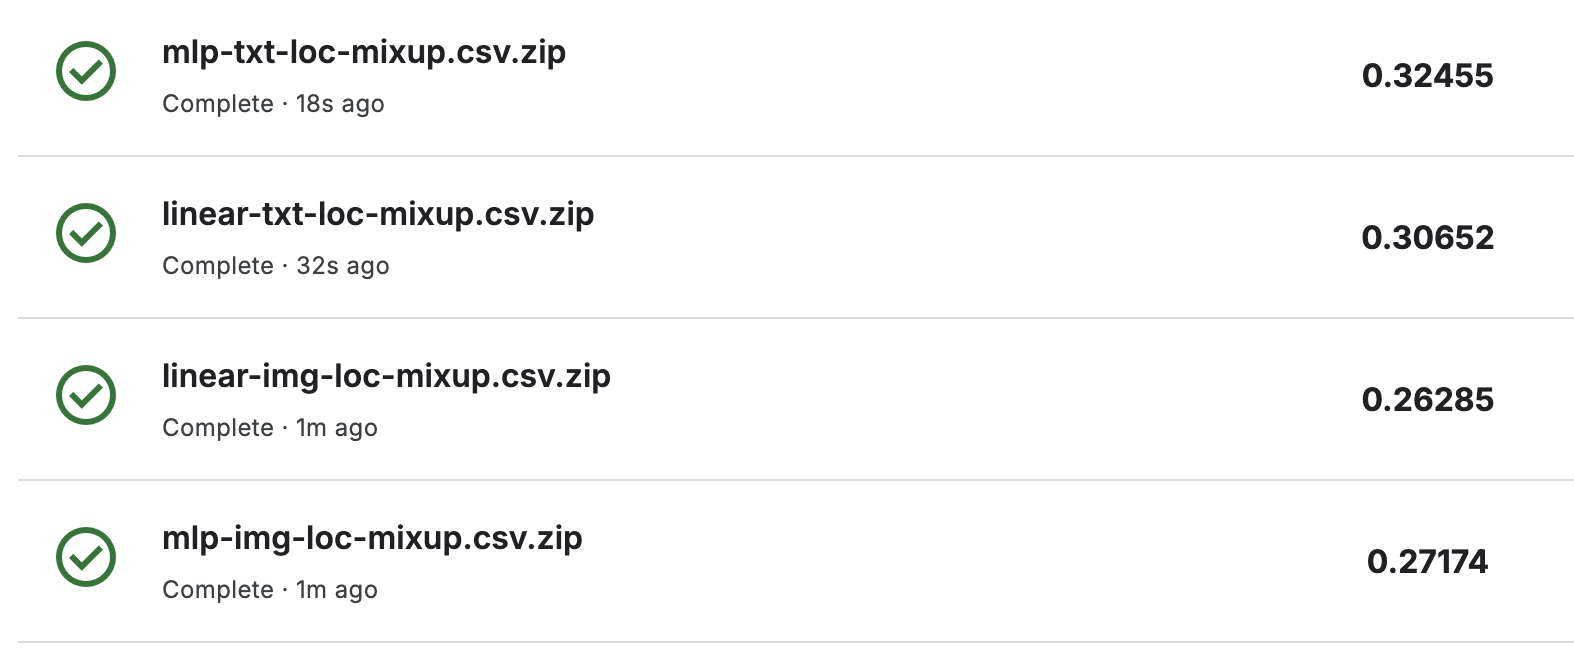 mlp-txt-loc-mixup.csv.zip
Complete · 18s ago
0.32455
linear-txt-loc-mixup.csv.zip
Complete · 32s ago
0.30652
linear-img-loc-mixup.csv.zip
Complete · 1m ago
0.26285
mlp-img-loc-mixup.csv.zip
Complete · 1m ago
0.27174